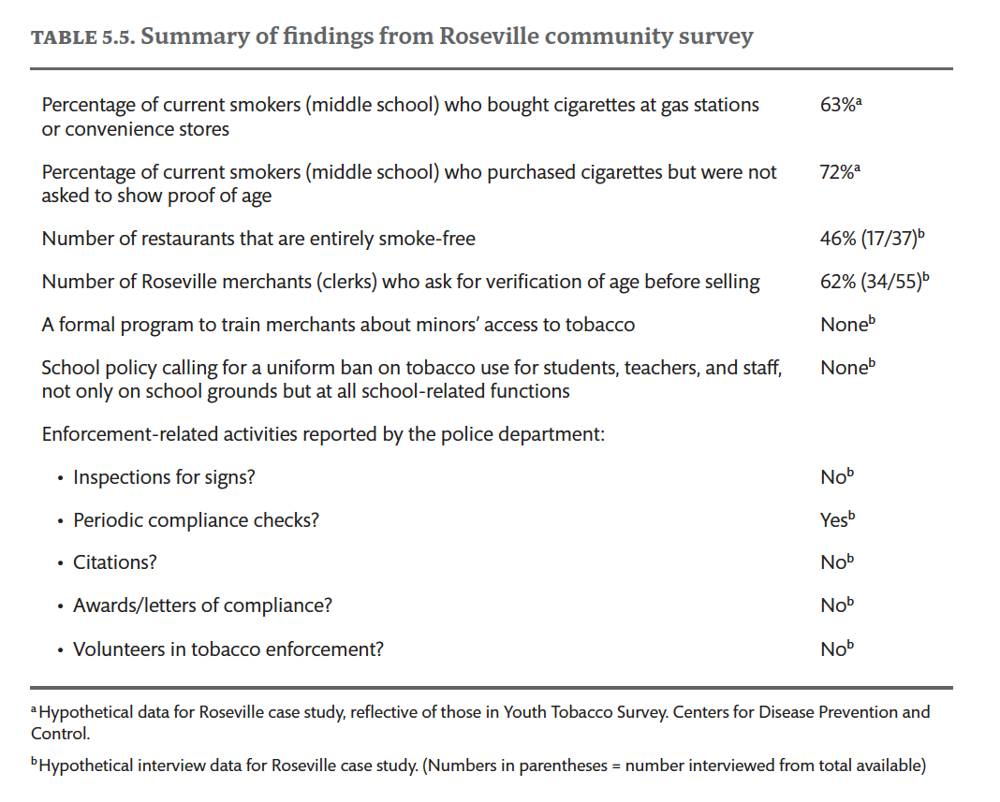 TABLE 5.5. Summary of findings from Roseville community survey
Percentage of current smokers (middle school) who bought cigarettes at gas stations 63%ᵃ
or convenience stores
Percentage of current smokers (middle school) who purchased cigarettes but were not 72%ᵃ
asked to show proof of age
Number of restaurants that are entirely smoke-free 46% (17/37)ᵇ
Number of Roseville merchants (clerks) who ask for verification of age before selling 62% (34/55)ᵇ
A formal program to train merchants about minors’ access to tobacco Noneᵇ
School policy calling for a uniform ban on tobacco use for students, teachers, and staff, Noneᵇ
not only on school grounds but at all school-related functions
Enforcement-related activities reported by the police department:
• Inspections for signs? Noᵇ
• Periodic compliance checks? Yesᵇ
• Citations? Noᵇ
• Awards/letters of compliance? Noᵇ
• Volunteers in tobacco enforcement? Noᵇ
ᵃ Hypothetical data for Roseville case study, reflective of those in Youth Tobacco Survey. Centers for Disease Prevention and
Control.
ᵇ Hypothetical interview data for Roseville case study. (Numbers in parentheses = number interviewed from total available)